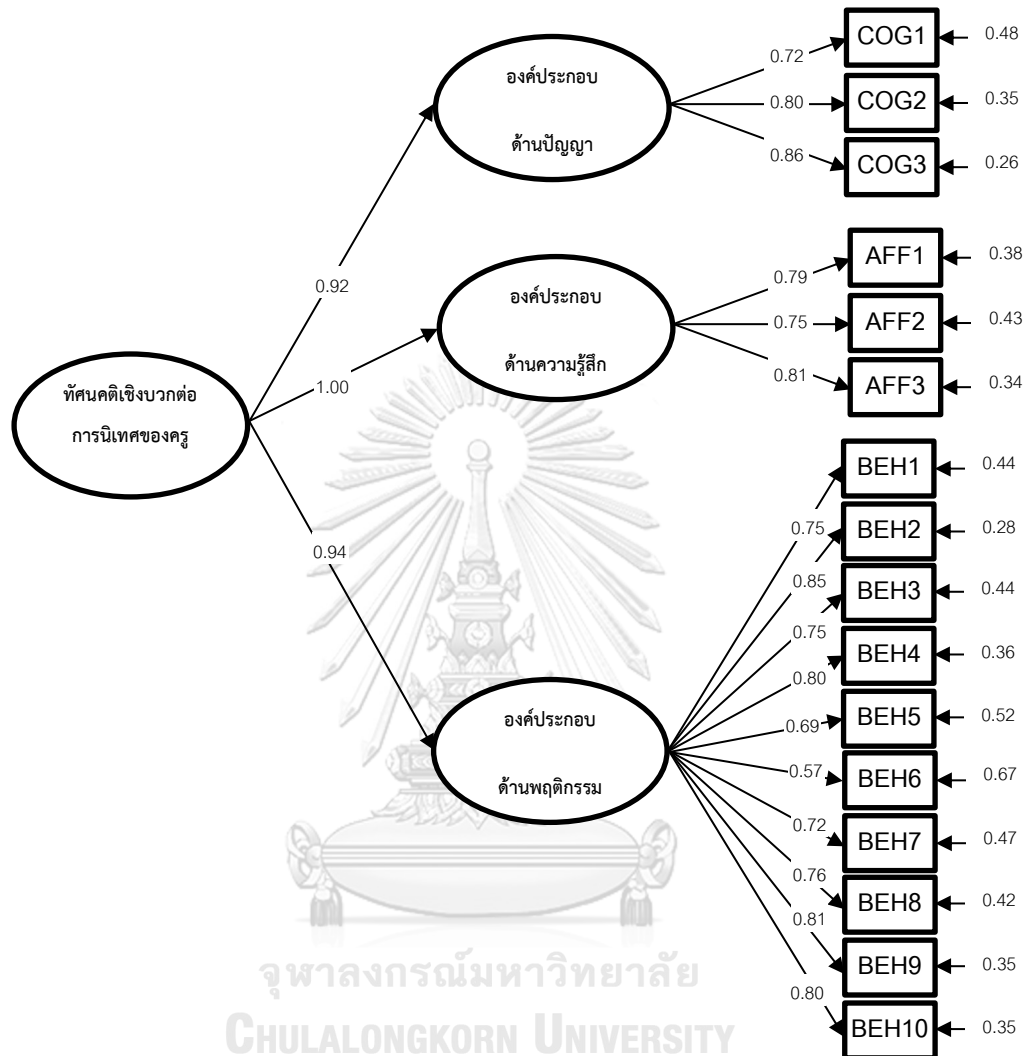 COG1
0.48
0.72
องค์ประกอบ
ด้านปัญญา
0.80
COG2
0.35
0.86
COG3
0.26
0.92
AFF1
0.38
0.79
องค์ประกอบ
ด้านความรู้สึก
0.75
AFF2
0.43
0.81
AFF3
0.34
1.00
ทัศนคติเชิงบวกต่อ
การนิเทศของครู
0.94
BEH1
0.44
0.75
BEH2
0.28
0.85
BEH3
0.44
0.75
BEH4
0.36
0.80
องค์ประกอบ
ด้านพฤติกรรม
BEH5
0.52
0.69
BEH6
0.67
0.57
BEH7
0.47
0.72
BEH8
0.42
0.76
BEH9
0.35
0.81
BEH10
0.35
0.80
จุฬาลงกรณ์มหาวิทยาลัย
CHULALONGKORN UNIVERSITY